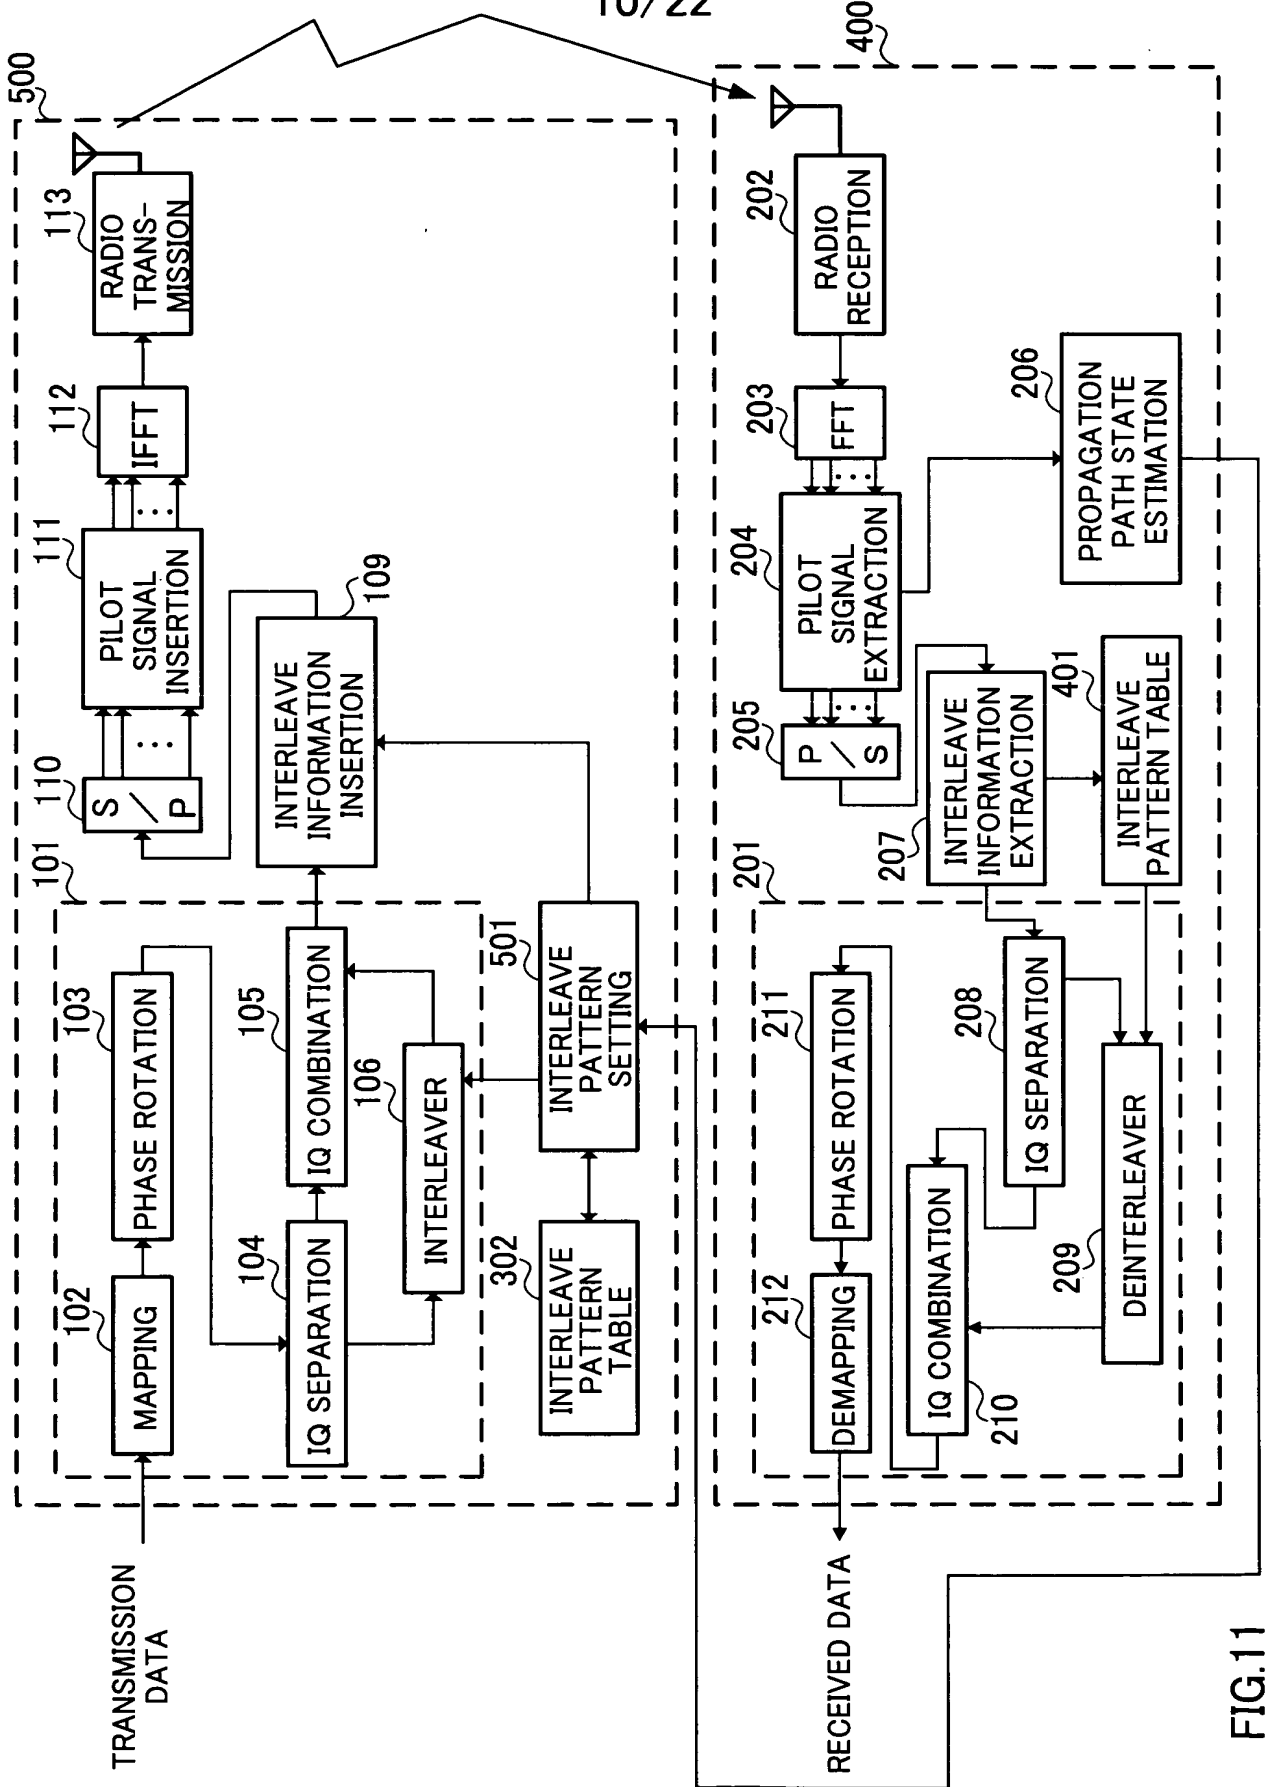 10/22
500
TRANSMISSION
DATA
101
102
MAPPING
103
PHASE ROTATION
104
IQ SEPARATION
105
IQ COMBINATION
106
INTERLEAVER
302
INTERLEAVE
PATTERN
TABLE
501
INTERLEAVE
PATTERN
SETTING
109
INTERLEAVE
INFORMATION
INSERTION
110
S
/
P
111
PILOT
SIGNAL
INSERTION
112
IFFT
113
RADIO
TRANS-
MISSION
400
202
RADIO
RECEPTION
203
FFT
204
PILOT
SIGNAL
EXTRACTION
205
P
/
S
206
PROPAGATION
PATH STATE
ESTIMATION
207
INTERLEAVE
INFORMATION
EXTRACTION
401
INTERLEAVE
PATTERN TABLE
201
208
IQ SEPARATION
209
DEINTERLEAVER
210
IQ COMBINATION
211
PHASE ROTATION
212
DEMAPPING
RECEIVED DATA
FIG.11